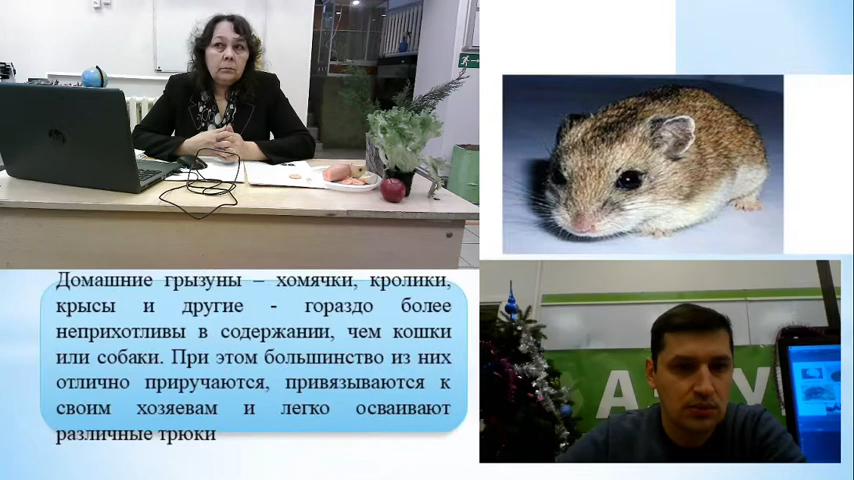 Домашние грызуны – хомячки, кролики,
крысы и другие - гораздо более
неприхотливы в содержании, чем кошки
или собаки. При этом большинство из них
отлично приручаются, привязываются к
своим хозяевам и легко осваивают
различные трюки